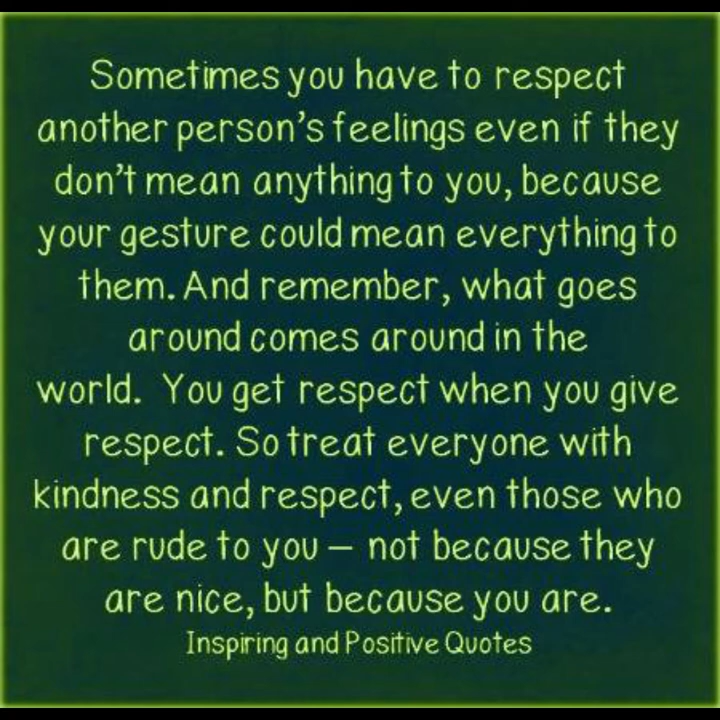 Sometimes you have to respect
another person's feelings even if they
don't mean anything to you, because
your gesture could mean everything to
them. And remember, what goes
around comes around in the
world. You get respect when you give
respect. So treat everyone with
kindness and respect, even those who
are rude to you – not because they
are nice, but because you are.
Inspiring and Positive Quotes